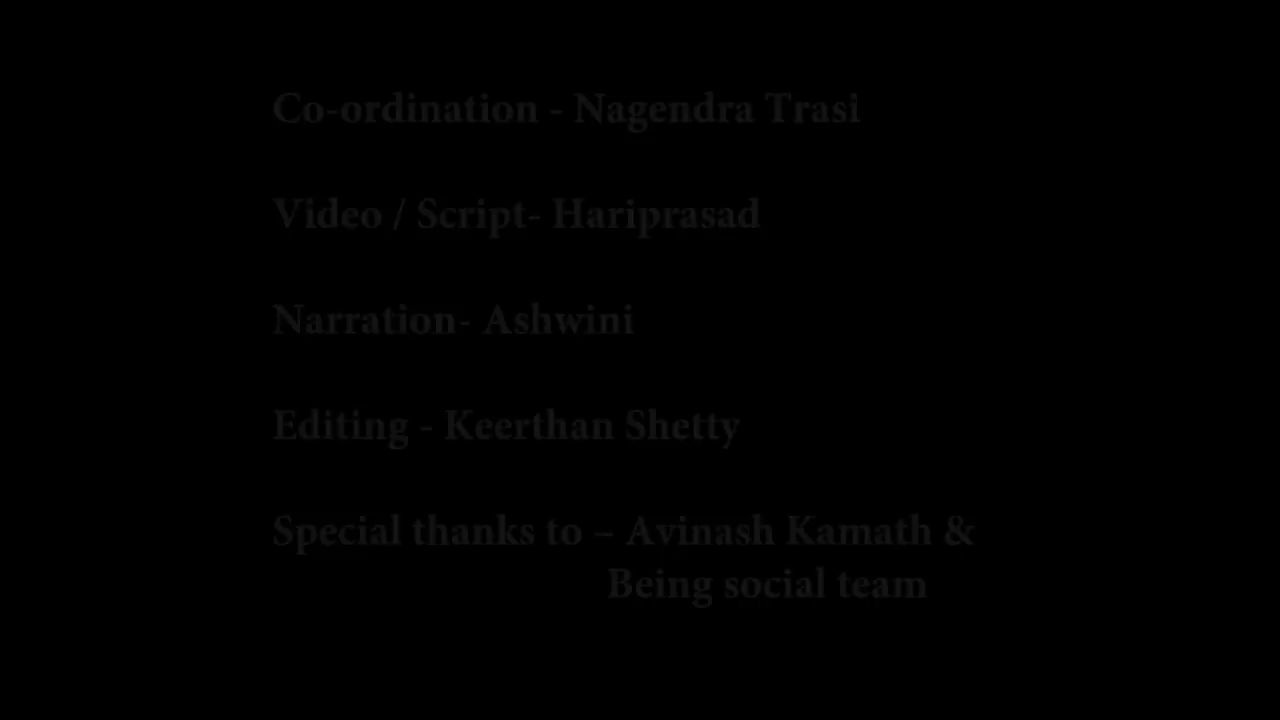 Co-ordination - Nagendra Trasi
Video / Script- Hariprasad
Narration- Ashwini
Editing - Keerthan Shetty
Special thanks to – Avinash Kamath &
Being social team